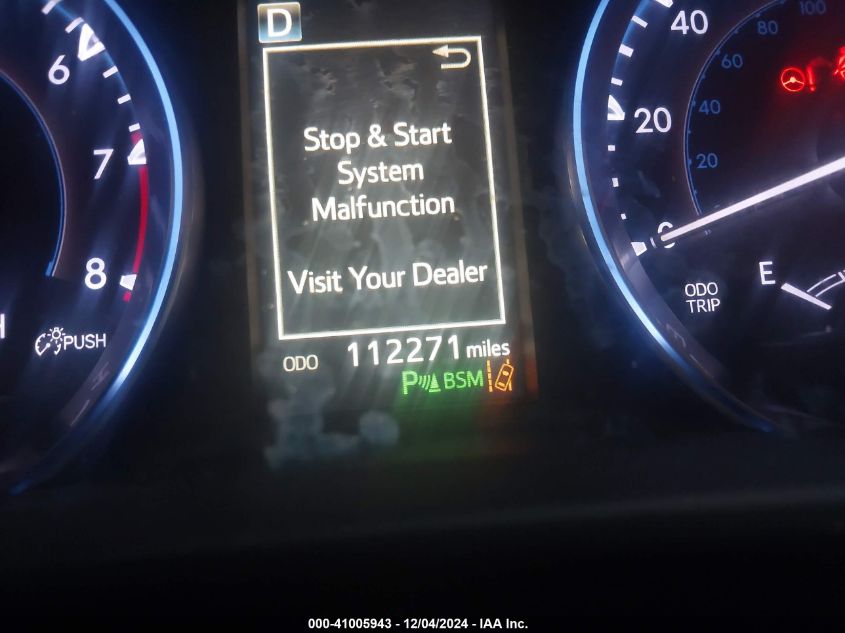 D
Stop & Start
System
Malfunction
Visit Your Dealer
ODO 112271 miles
P BSM
6
7
8
PUSH
40
20
0
100
80
60
40
20
ODO
TRIP
E
000-41005943 - 12/04/2024 - IAA Inc.